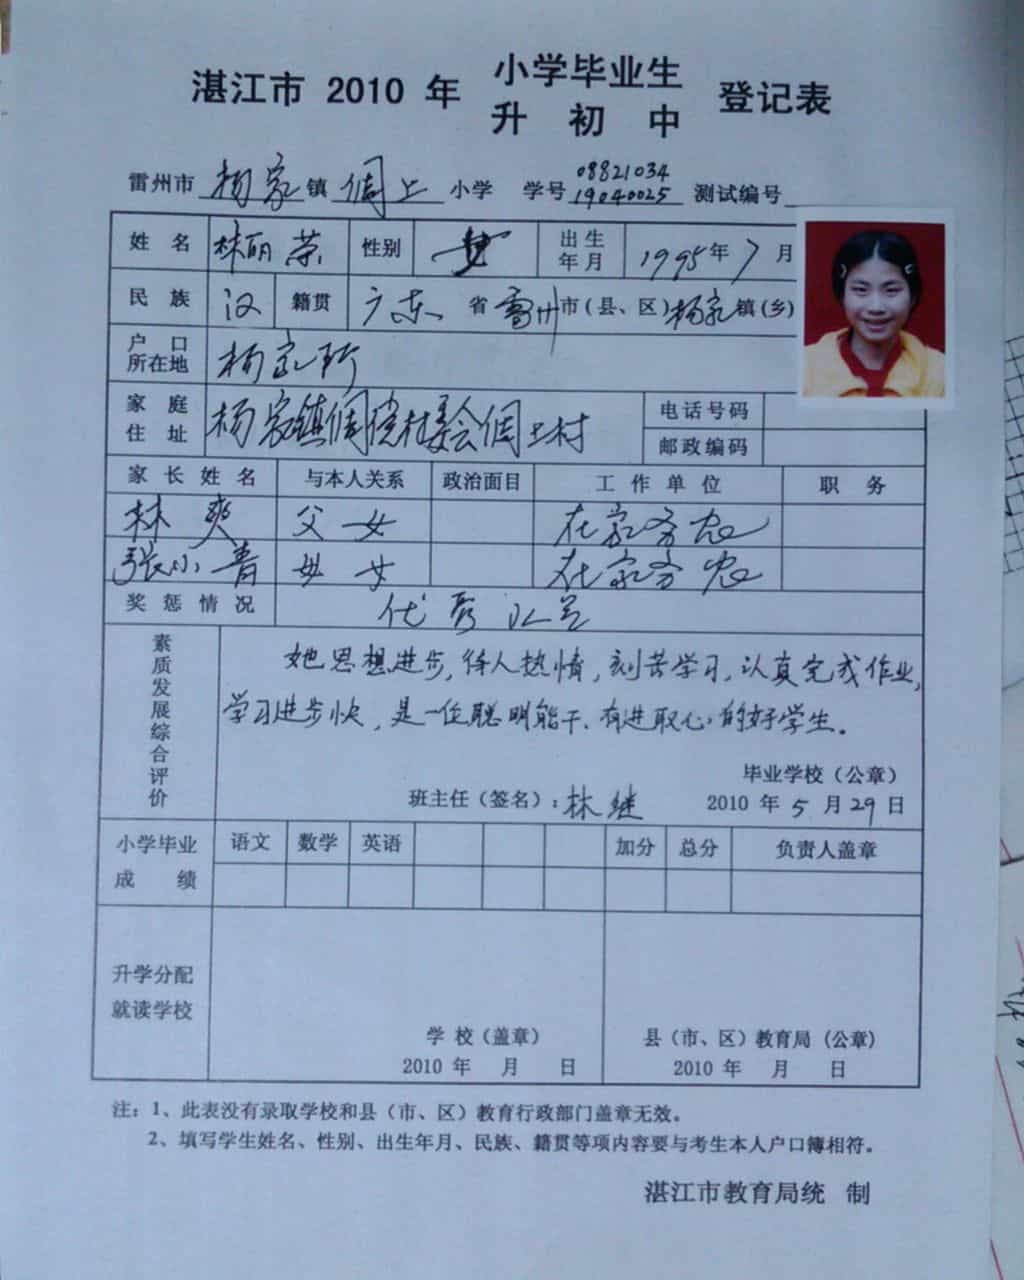 湛江市 2010 年 小学毕业生 登记表
升 初 中
雷州市 杨家 镇 倜上 小学 学号 08821034 19040025 测试编号
姓 名 林丽荣 性别 女 出生年月 1995年7月
民 族 汉 籍贯 广东 省 雷州 市(县、区) 杨家 镇(乡)
户 口所在地 杨家所
家 庭住 址 杨家镇 村委会 村 电话号码
邮政编码
家 长 姓 名 与本人关系 政治面目 工 作 单 位 职 务
林爽 父女 在家务农
张小青 母女 在家务农
奖 惩 情 况
素质发展综合评价
她思想进步,待人热情,刻苦学习,认真完成作业,
学习进步快,是一位聪明能干、有进取心的好学生。
毕业学校(公章)
班主任(签名):林继 2010 年 5 月 29 日
小学毕业成 绩 语文 数学 英语 加分 总分 负责人盖章
升学分配
就读学校
学 校(盖章) 县(市、区)教育局 (公章)
2010 年 月 日 2010 年 月 日
注:1、此表没有录取学校和县(市、区)教育行政部门盖章无效。
2、填写学生姓名、性别、出生年月、民族、籍贯等项内容要与考生本人户口簿相符。
湛江市教育局统 制